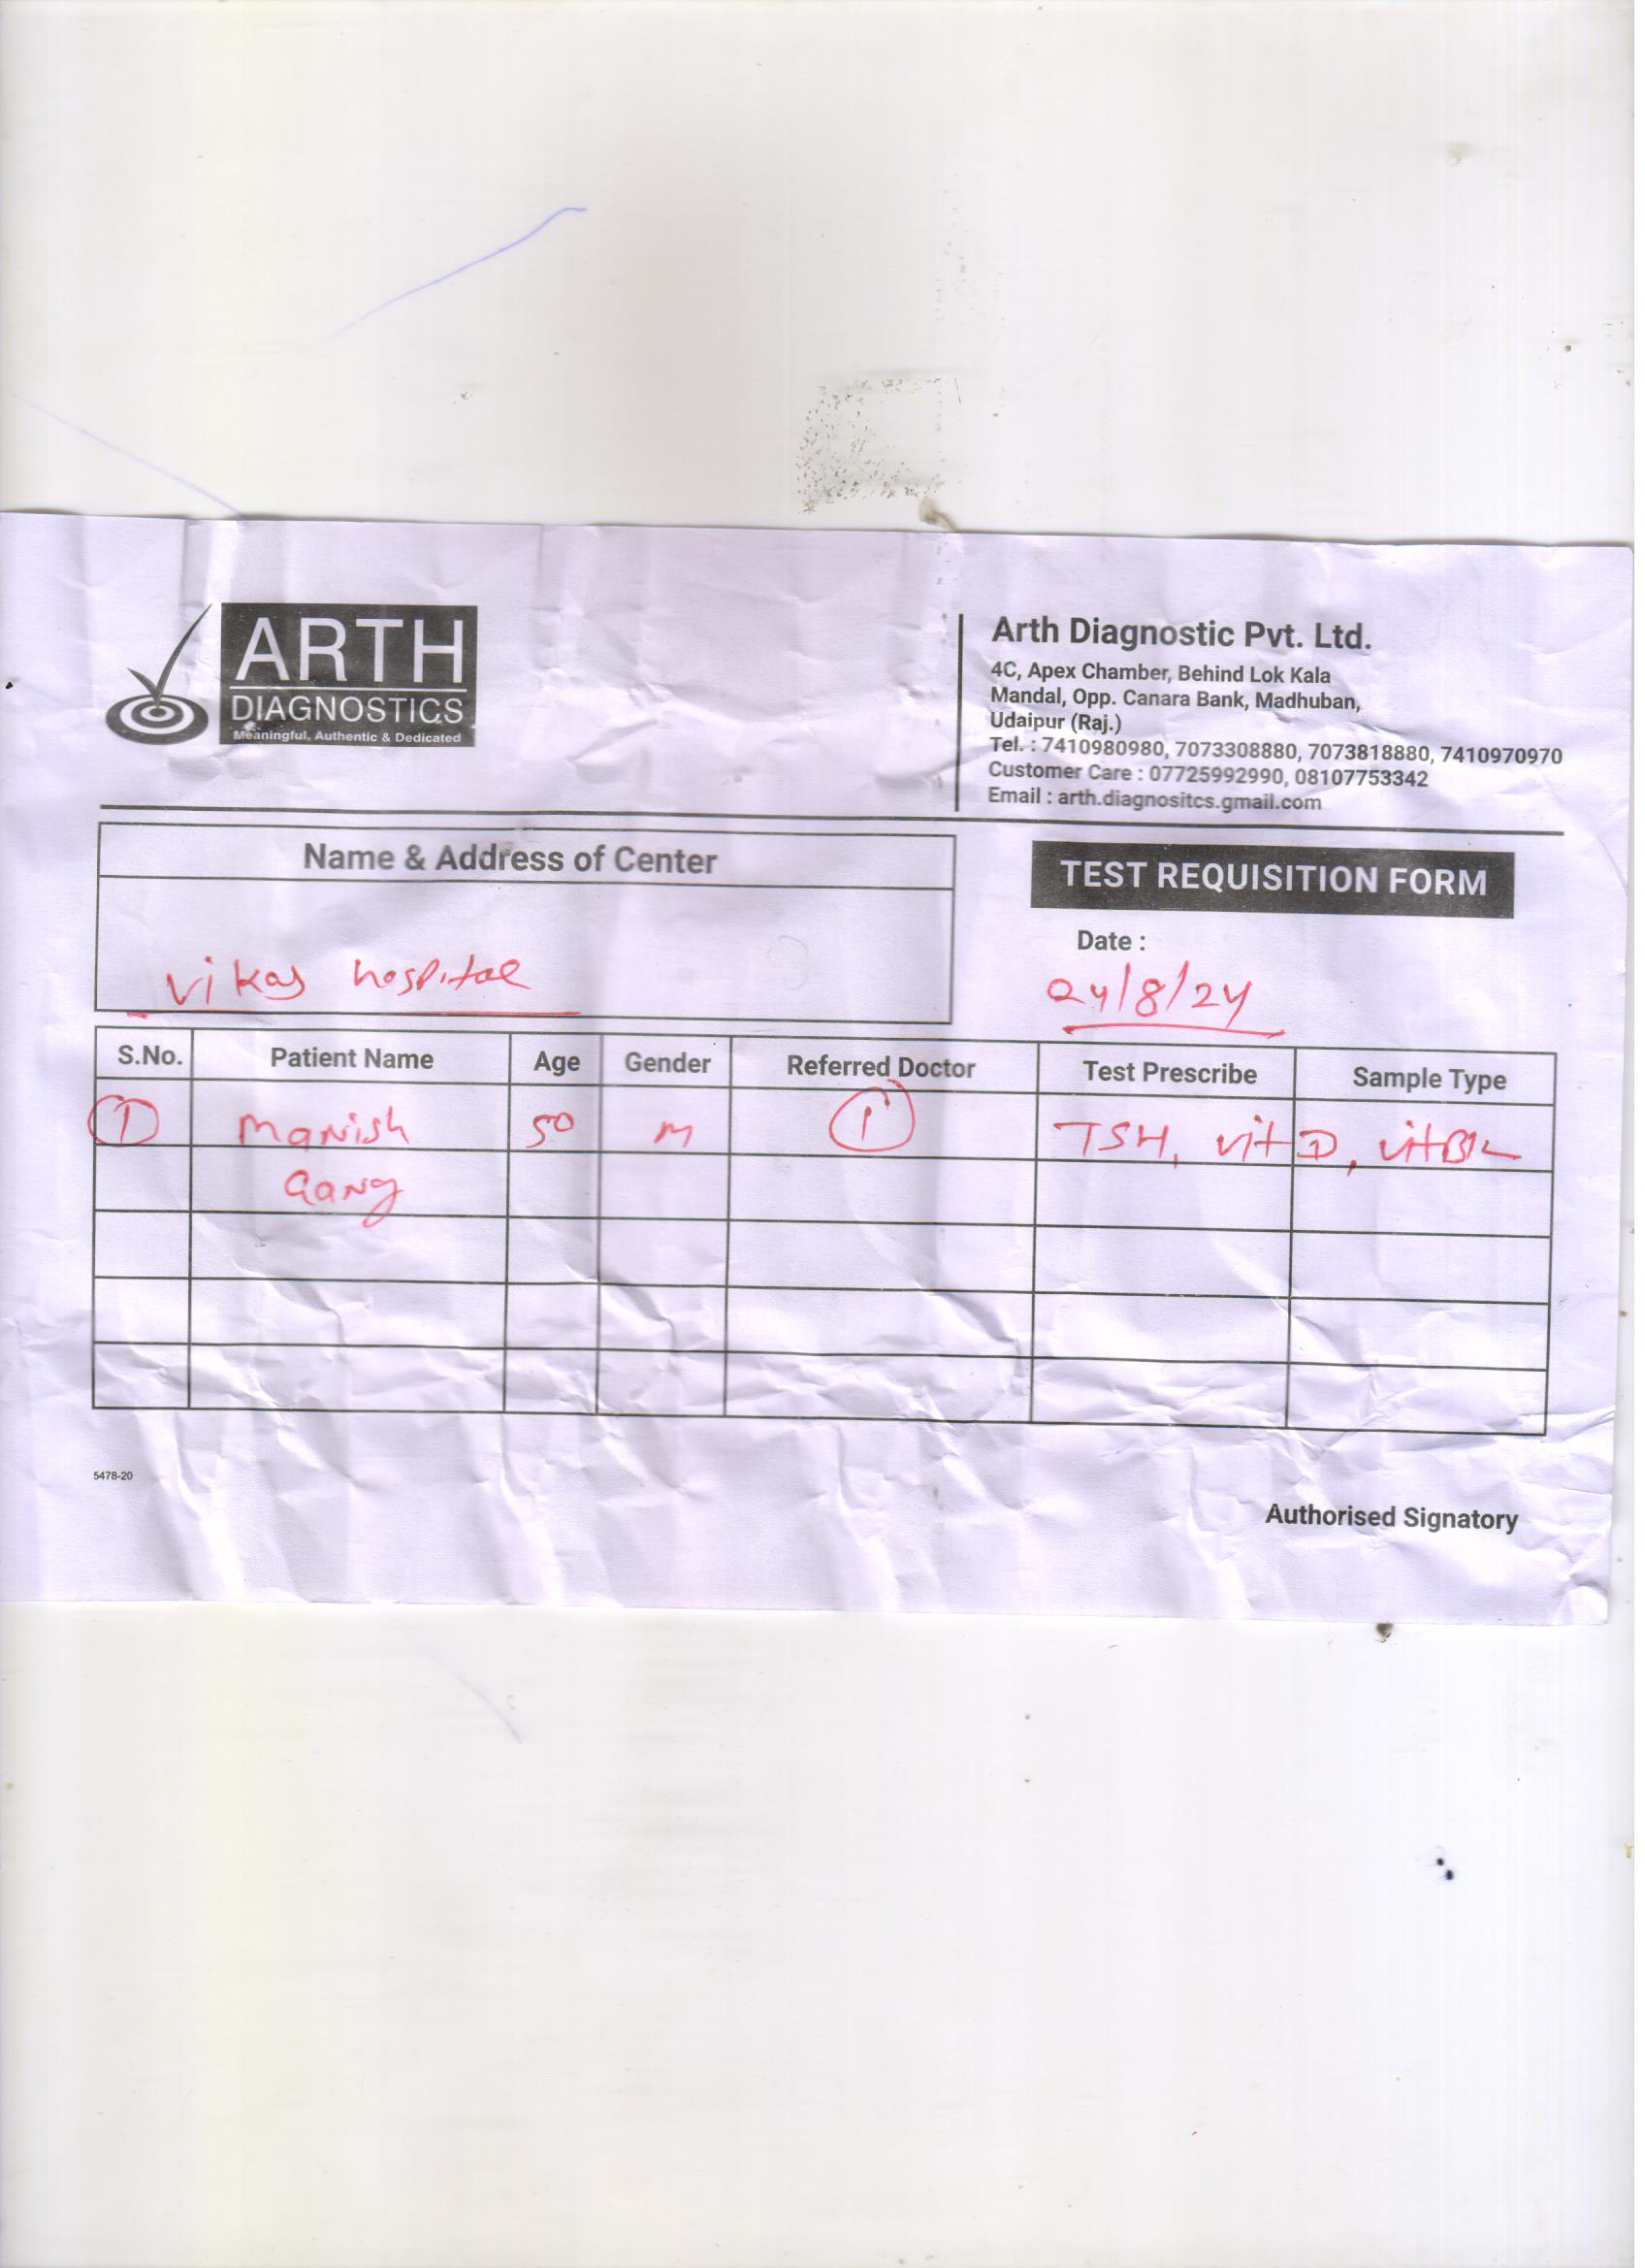 ARTH
DIAGNOSTICS
Meaningful, Authentic & Dedicated
Arth Diagnostic Pvt. Ltd.
4C, Apex Chamber, Behind Lok Kala
Mandal, Opp. Canara Bank, Madhuban,
Udaipur (Raj.)
Tel. : 7410980980, 7073308880, 7073818880, 7410970970
Customer Care : 07725992990, 08107753342
Email : arth.diagnositcs.gmail.com
Name & Address of Center
TEST REQUISITION FORM
Date :
Vikas hospital
24/8/24
S.No. Patient Name Age Gender Referred Doctor Test Prescribe Sample Type
1 Manish 50 M 1 TSH, Vit D, Vit B12
Gang
5478-20
Authorised Signatory